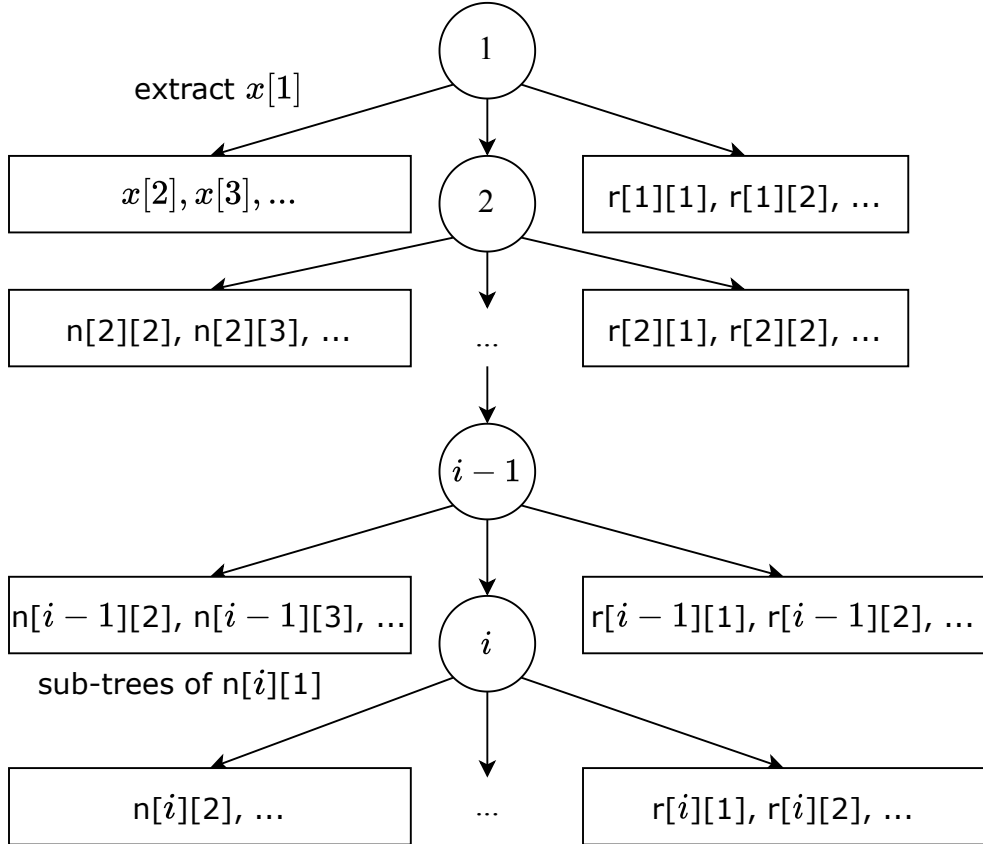 1
extract x[1]
x[2], x[3], ...
2
r[1][1], r[1][2], ...
n[2][2], n[2][3], ...
...
r[2][1], r[2][2], ...
i − 1
n[i − 1][2], n[i − 1][3], ...
i
r[i − 1][1], r[i − 1][2], ...
sub-trees of n[i][1]
n[i][2], ...
...
r[i][1], r[i][2], ...